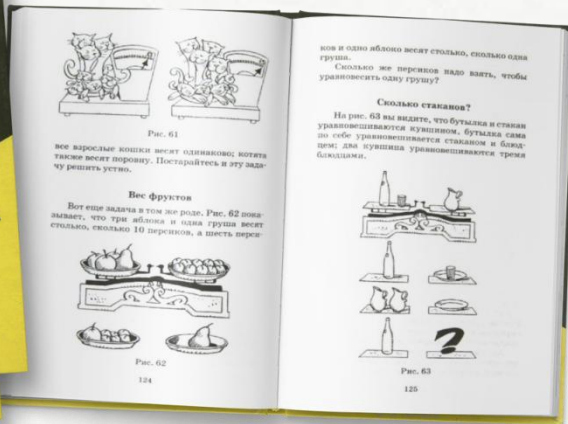 Рис. 61
все взрослые кошки весят одинаково; котята
также весят поровну. Постарайтесь и эту зада-
чу решить устно.
Вес фруктов
Вот еще задача в том же роде. Рис. 62 пока-
зывает, что три яблока и одна груша весят
столько, сколько 10 персиков, а шесть перси-
Рис. 62
124
ков и одно яблоко весят столько, сколько одна
груша.
Сколько же персиков надо взять, чтобы
уравновесить одну грушу?
Сколько стаканов?
На рис. 63 вы видите, что бутылка и стакан
уравновешиваются кувшином, бутылка сама
по себе уравновешивается стаканом и блюд-
цем; два кувшина уравновешиваются тремя
блюдцами.
?
Рис. 63
125